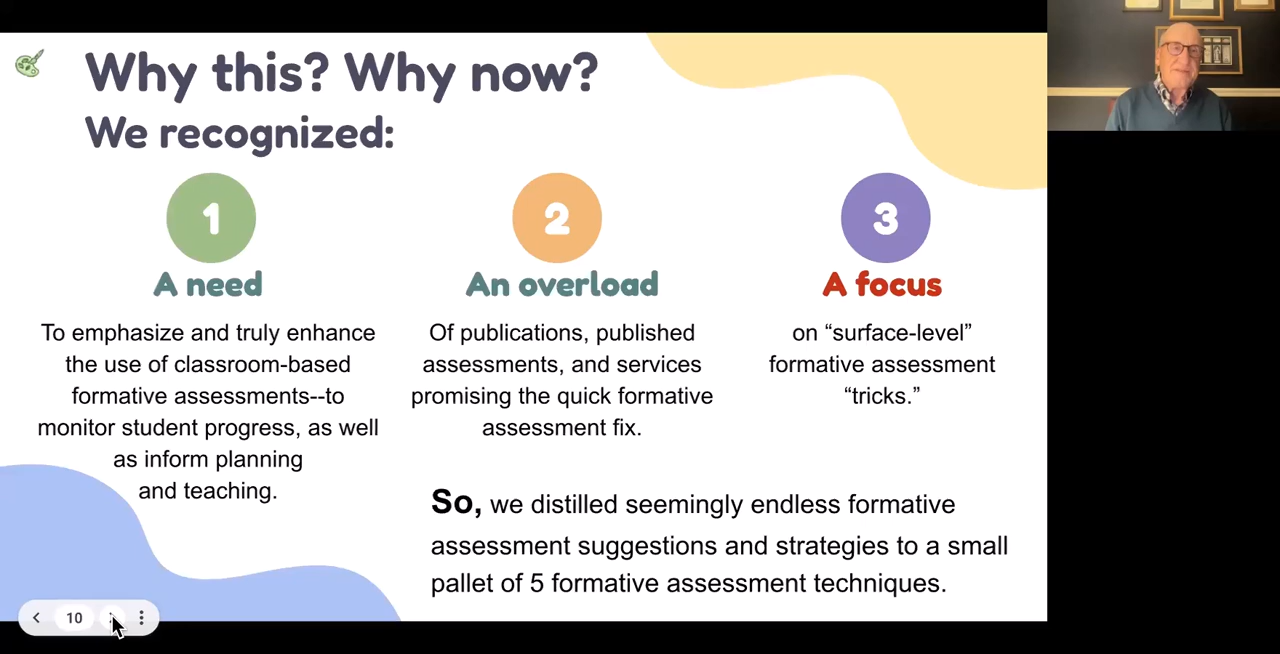 Why this? Why now?
We recognized:
1
A need
To emphasize and truly enhance
the use of classroom-based
formative assessments--to
monitor student progress, as well
as inform planning
and teaching.
2
An overload
Of publications, published
assessments, and services
promising the quick formative
assessment fix.
3
A focus
on “surface-level”
formative assessment
“tricks.”
So, we distilled seemingly endless formative
assessment suggestions and strategies to a small
pallet of 5 formative assessment techniques.
10